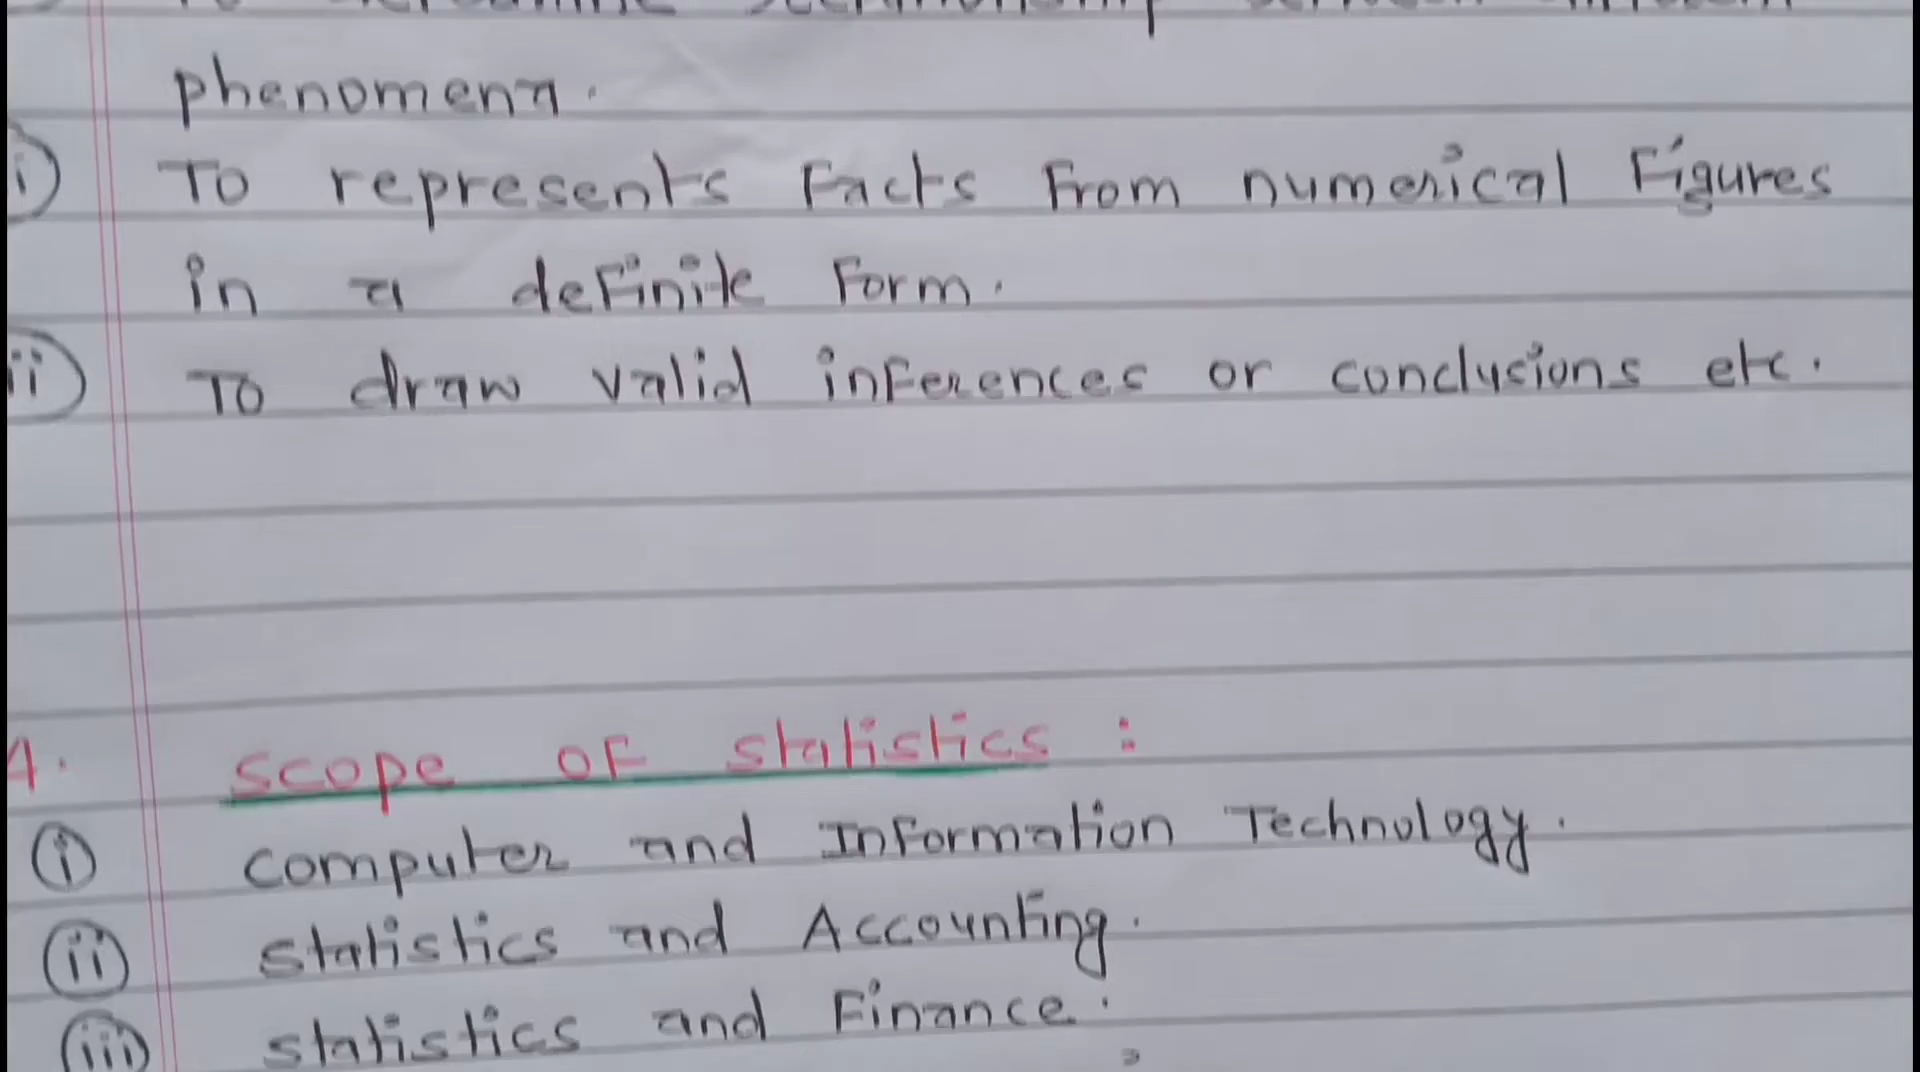 phenomena.
i) To represents Facts From numerical Figures
in a definite Form.
ii) To draw valid inferences or conclusions etc.
4. scope of statistics :
(i) computer and Information Technology.
(ii) statistics and Accounting.
(iii) statistics and Finance.